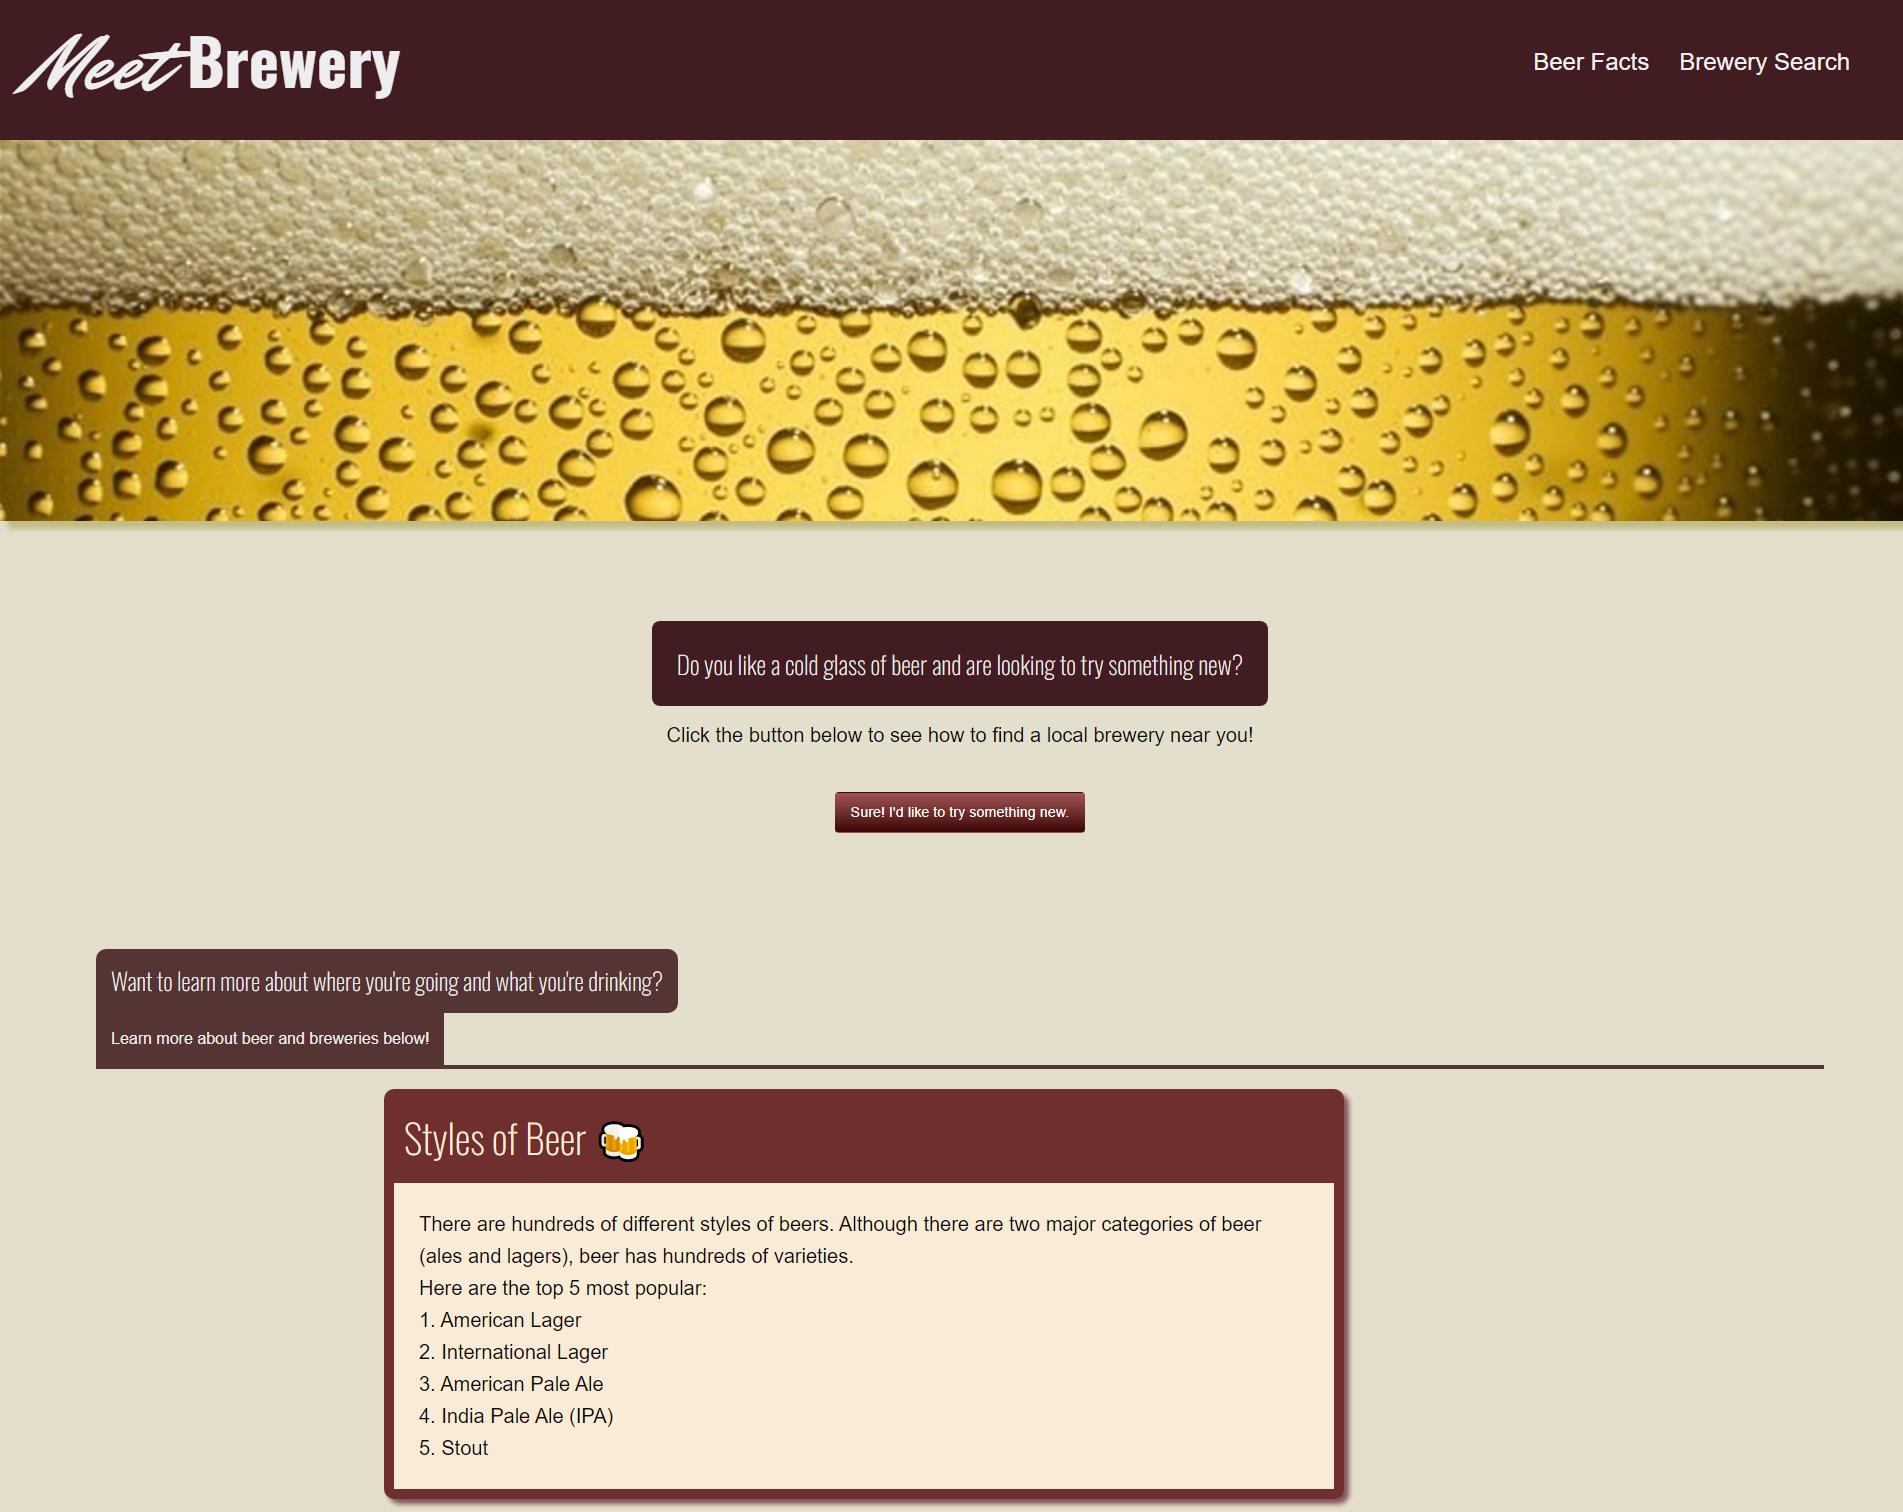 Meet Brewery
Beer Facts
Brewery Search
Do you like a cold glass of beer and are looking to try something new?
Click the button below to see how to find a local brewery near you!
Sure! I'd like to try something new.
Want to learn more about where you're going and what you're drinking?
Learn more about beer and breweries below!
Styles of Beer 🍻
There are hundreds of different styles of beers. Although there are two major categories of beer
(ales and lagers), beer has hundreds of varieties.
Here are the top 5 most popular:
1. American Lager
2. International Lager
3. American Pale Ale
4. India Pale Ale (IPA)
5. Stout